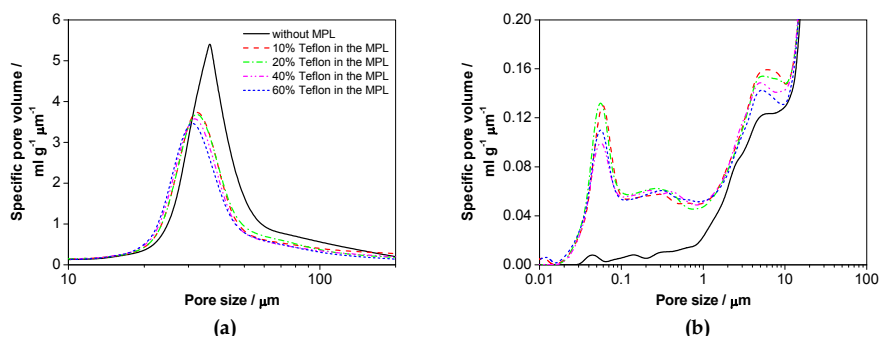 6
5
4
3
2
1
0
10
100
Specific pore volume /
ml g⁻¹ μm⁻¹
Pore size / μm
without MPL
10% Teflon in the MPL
20% Teflon in the MPL
40% Teflon in the MPL
60% Teflon in the MPL
(a)
0.20
0.16
0.12
0.08
0.04
0.00
0.01
0.1
1
10
100
Specific pore volume /
ml g⁻¹ μm⁻¹
Pore size / μm
(b)